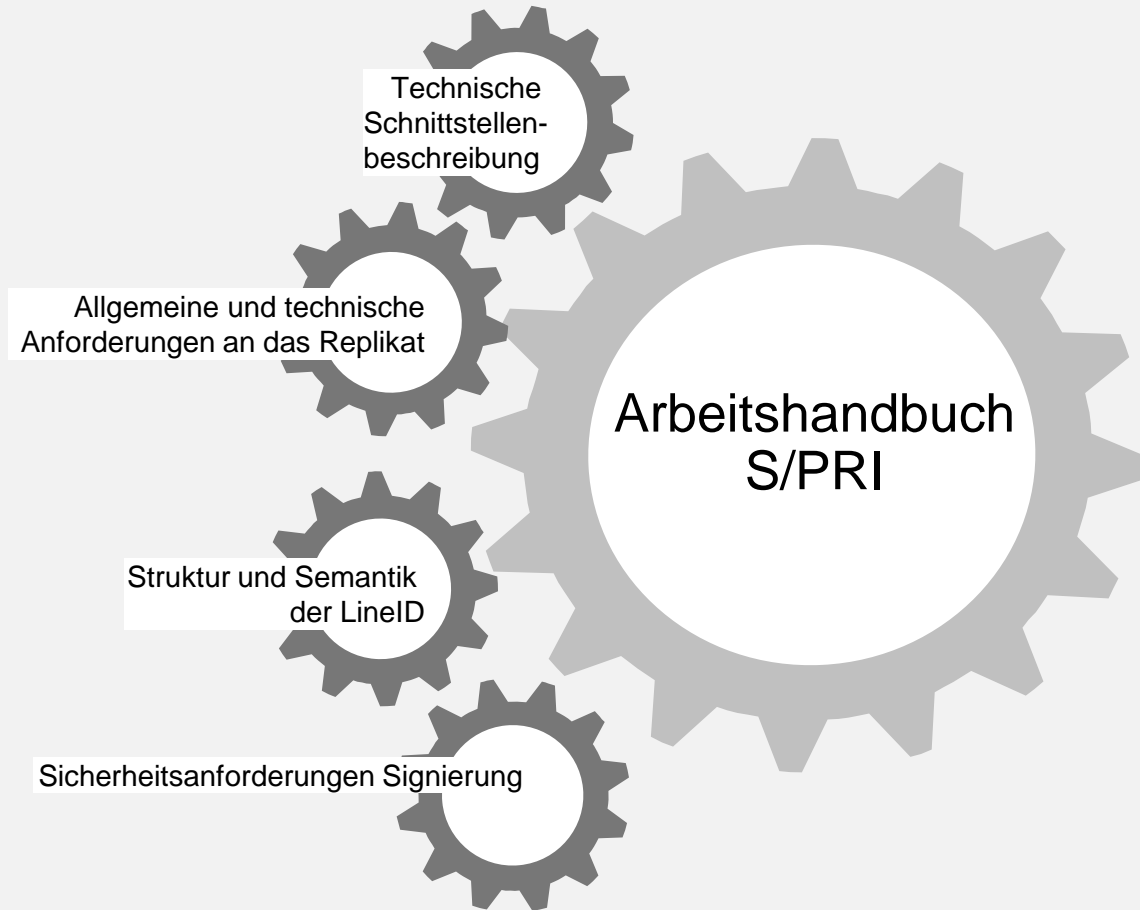 Technische
Schnittstellen-
beschreibung
Allgemeine und technische
Anforderungen an das Replikat
Arbeitshandbuch
S/PRI
Struktur und Semantik
der LineID
Sicherheitsanforderungen Signierung